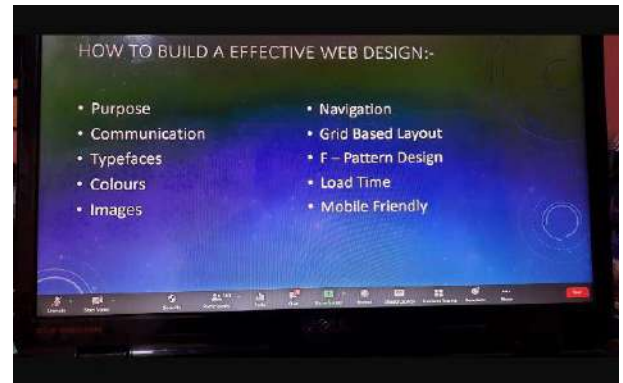 HOW TO BUILD A EFFECTIVE WEB DESIGN:-
• Purpose
• Communication
• Typefaces
• Colours
• Images
• Navigation
• Grid Based Layout
• F – Pattern Design
• Load Time
• Mobile Friendly